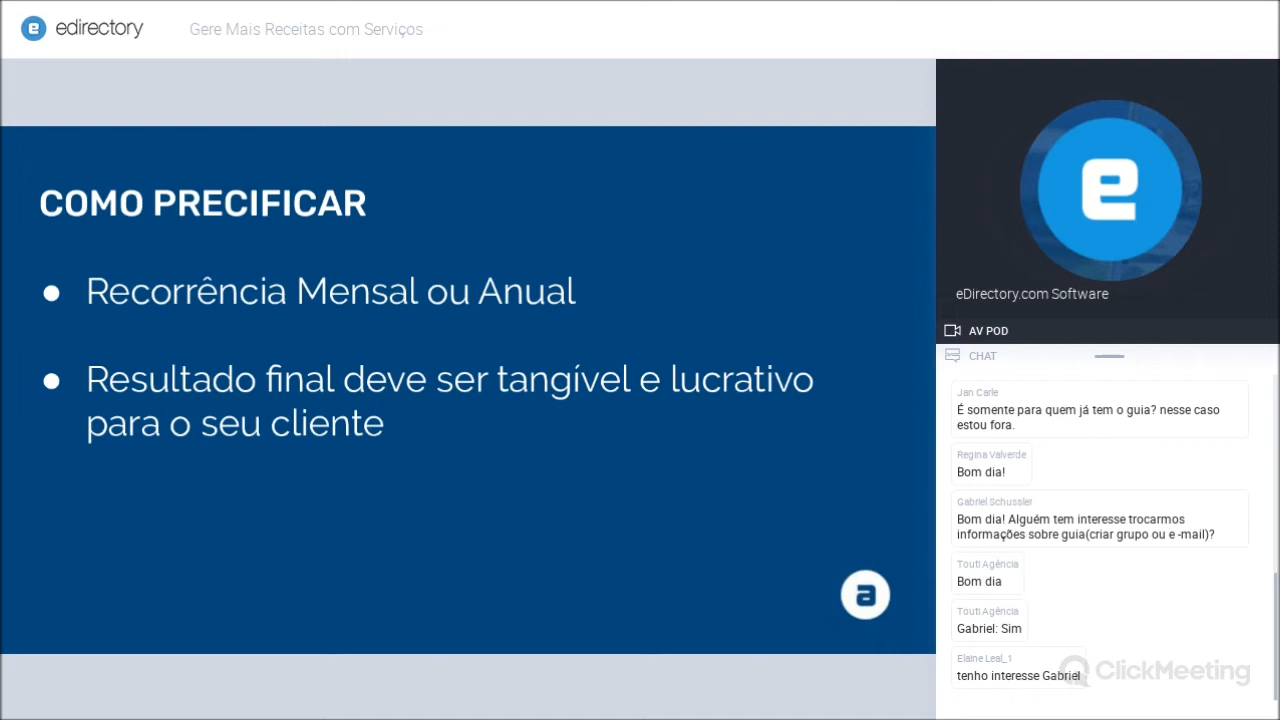 e edirectory
Gere Mais Receitas com Serviços
COMO PRECIFICAR
● Recorrência Mensal ou Anual
● Resultado final deve ser tangível e lucrativo
para o seu cliente
a
e
eDirectory.com Software
AV POD
CHAT
Jan Carle
É somente para quem já tem o guia? nesse caso
estou fora.
Regina Valverde
Bom dia!
Gabriel Schussler
Bom dia! Alguém tem interesse trocarmos
informações sobre guia(criar grupo ou e -mail)?
Touti Agência
Bom dia
Touti Agência
Gabriel: Sim
Elaine Leal_1
tenho interesse Gabriel
ClickMeeting